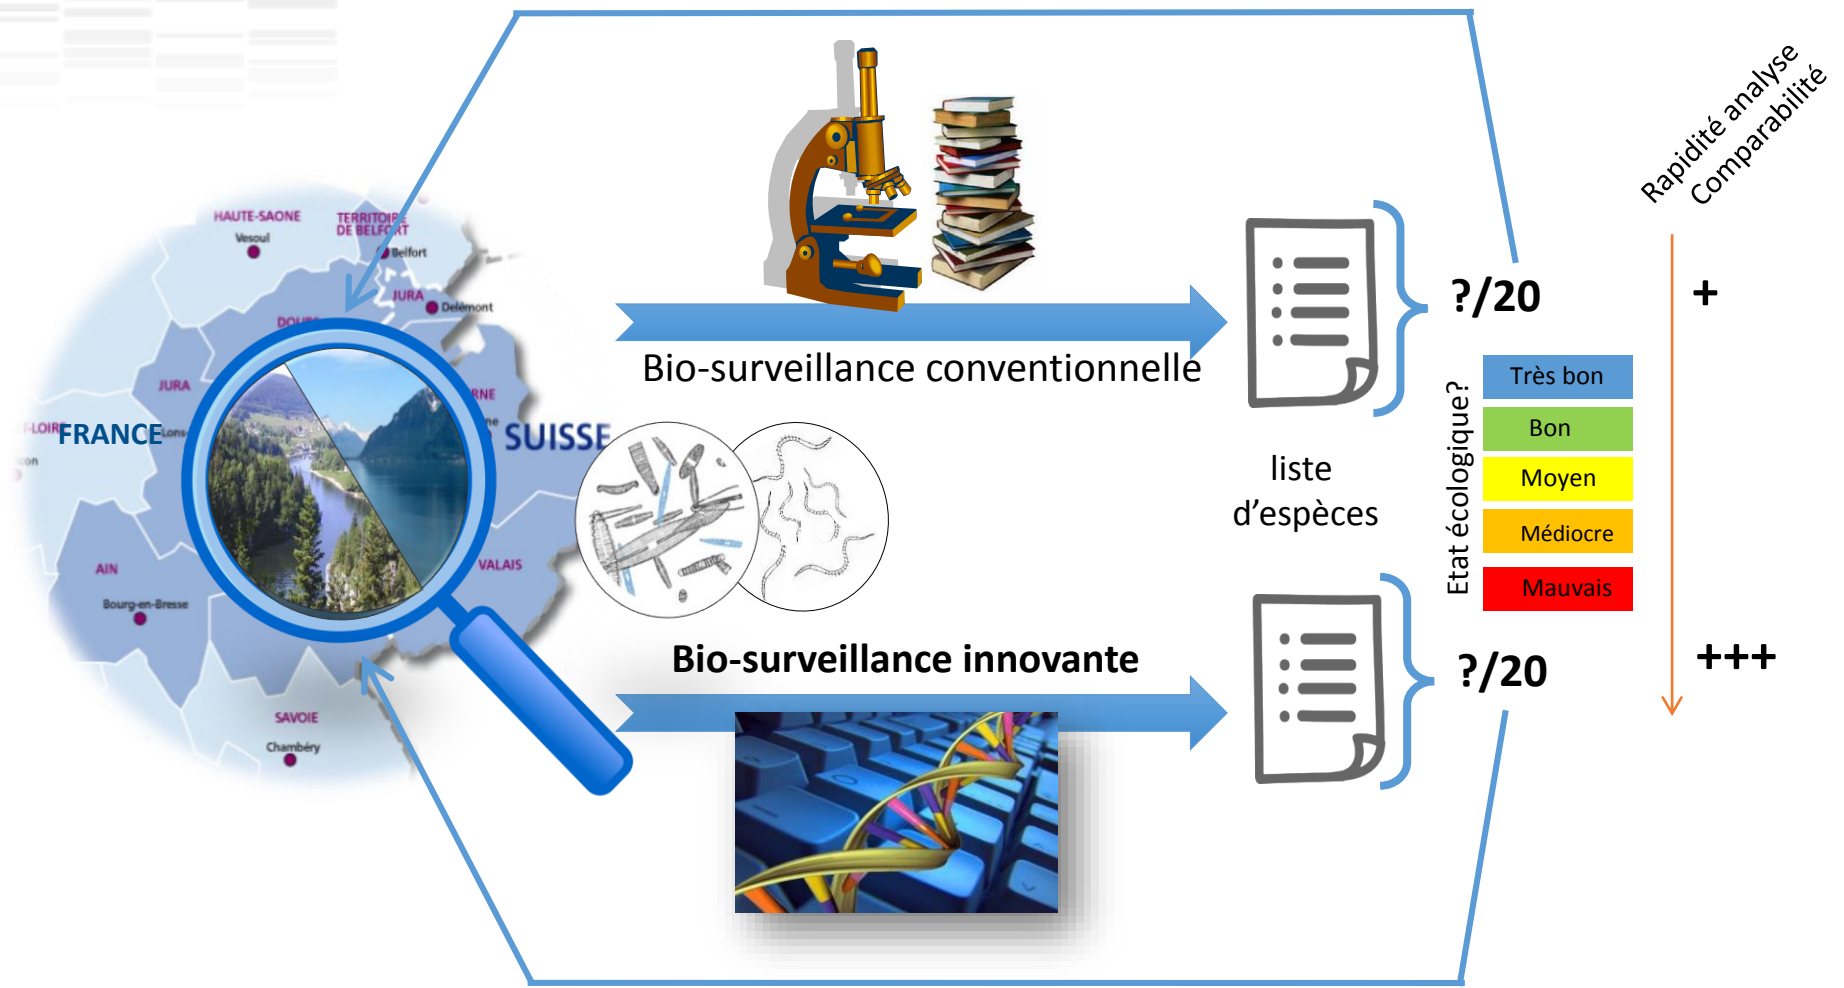 Rapidité analyse
Comparabilité
HAUTE-SAONE
Vesoul
TERRITOIRE
DE BELFORT
Belfort
JURA
Delémont
DOUBS
JURA
FRANCE
Lons-
SUISSE
AIN
Bourg-en-Bresse
VALAIS
SAVOIE
Chambéry
Bio-surveillance conventionnelle
liste
d'espèces
?/20
+
Etat écologique?
Très bon
Bon
Moyen
Médiocre
Mauvais
Bio-surveillance innovante
?/20
+++